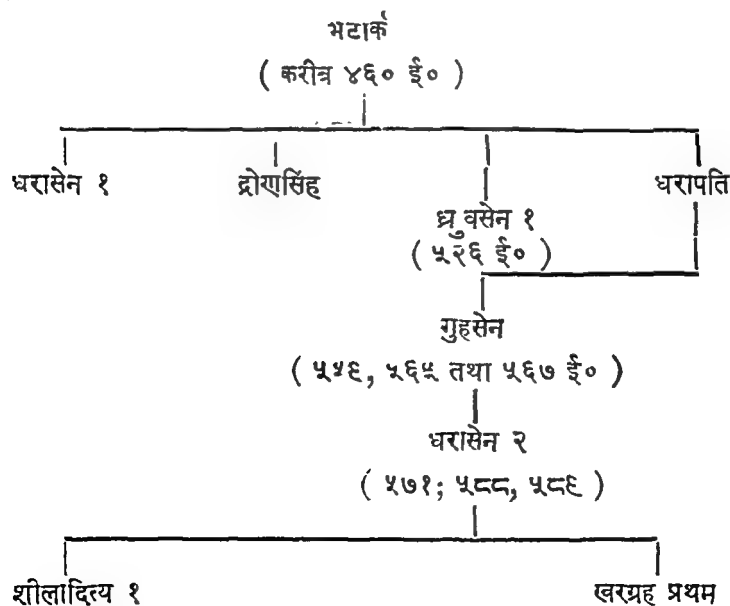 भटार्क
( करीब ४६० ई० )
धरासेन १ द्रोणसिंह धरापति
ध्रुवसेन १
( ५२६ ई० )
गुहसेन
( ५५६, ५६५ तथा ५६७ ई० )
धरासेन २
( ५७१; ५८८, ५८६ )
शीलादित्य १ खरग्रह प्रथम